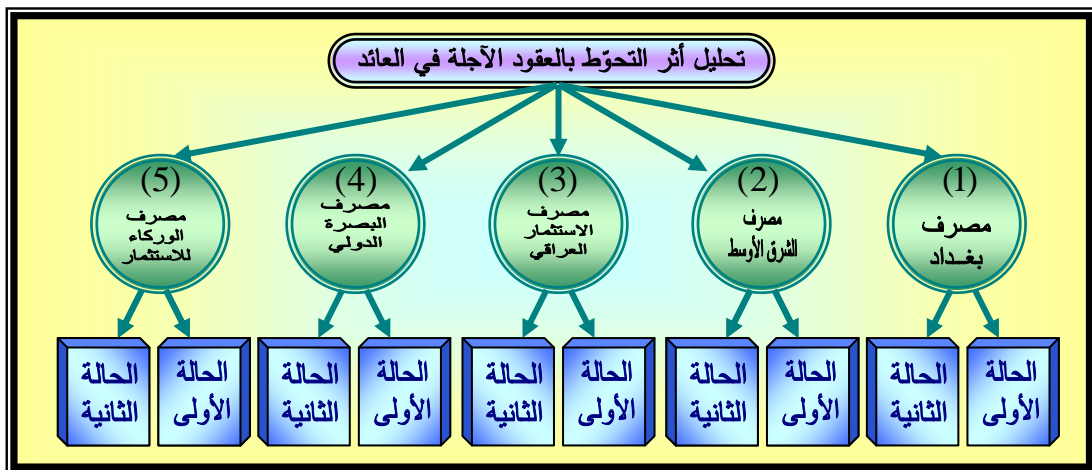 تحليل أثر التحوّط بالعقود الآجلة في العائد
(1)
مصرف
بغــداد
(2)
مصرف
الشرق الأوسط
(3)
مصرف
الاستثمار
العراقي
(4)
مصرف
البصرة
الدولي
(5)
مصرف
الوركاء
للاستثمار
الحالة
الأولى
الحالة
الثانية
الحالة
الأولى
الحالة
الثانية
الحالة
الأولى
الحالة
الثانية
الحالة
الأولى
الحالة
الثانية
الحالة
الأولى
الحالة
الثانية